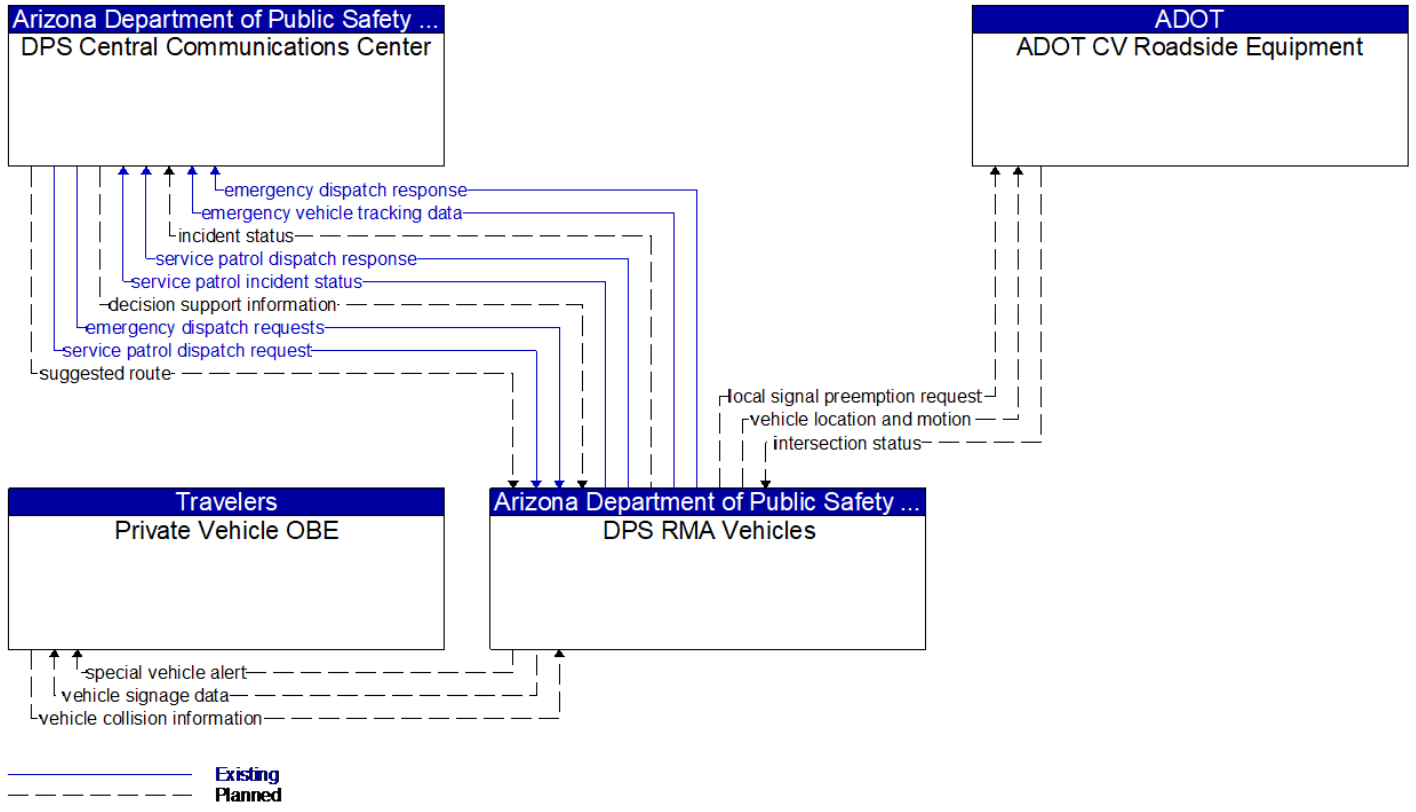 Arizona Department of Public Safety ...
DPS Central Communications Center
ADOT
ADOT CV Roadside Equipment
emergency dispatch response
emergency vehicle tracking data
incident status
service patrol dispatch response
service patrol incident status
decision support information
emergency dispatch requests
service patrol dispatch request
suggested route
local signal preemption request
vehicle location and motion
intersection status
Travelers
Private Vehicle OBE
Arizona Department of Public Safety ...
DPS RMA Vehicles
special vehicle alert
vehicle signage data
vehicle collision information
Existing
Planned